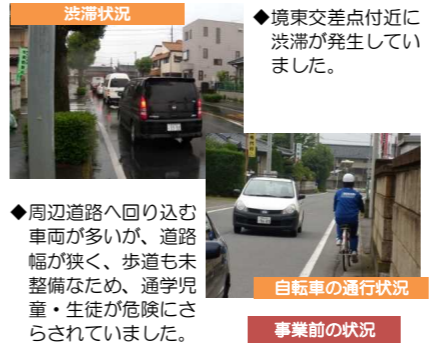 渋滞状況
◆境東交差点付近に
渋滞が発生してい
ました。
◆周辺道路へ回り込む
車両が多いが、道路
幅が狭く、歩道も未
整備なため、通学児
童・生徒が危険にさ
らされていました。
自転車の通行状況
事業前の状況